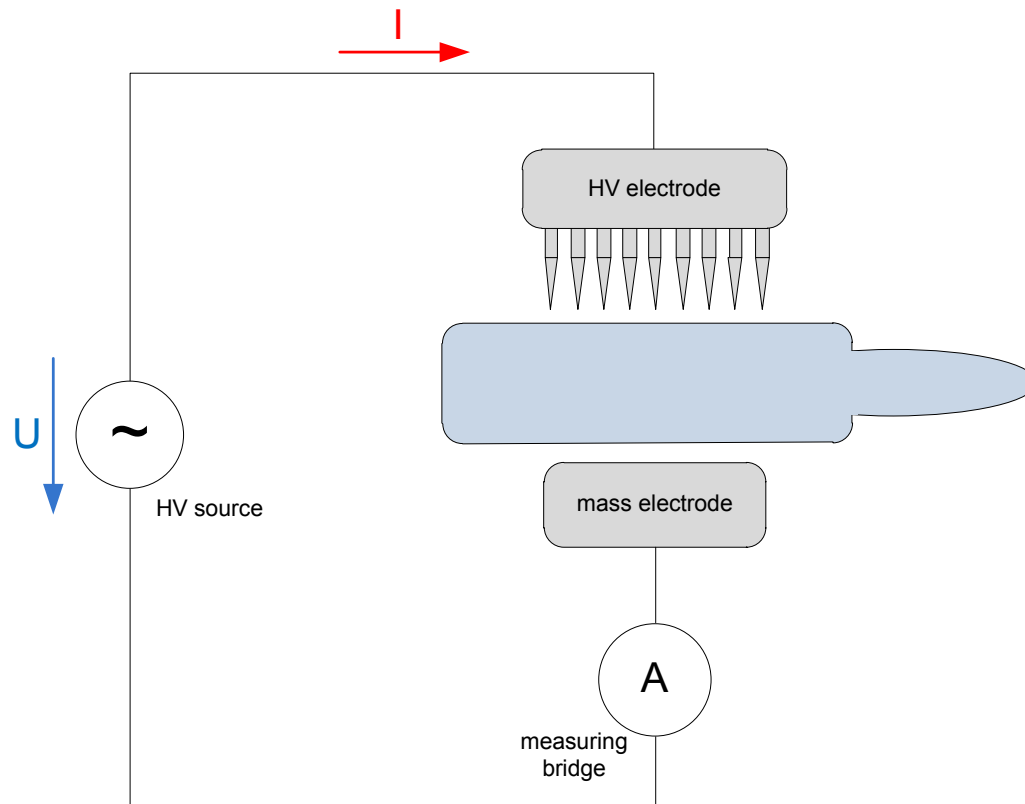 I
HV electrode
U
~
HV source
mass electrode
A
measuring
bridge